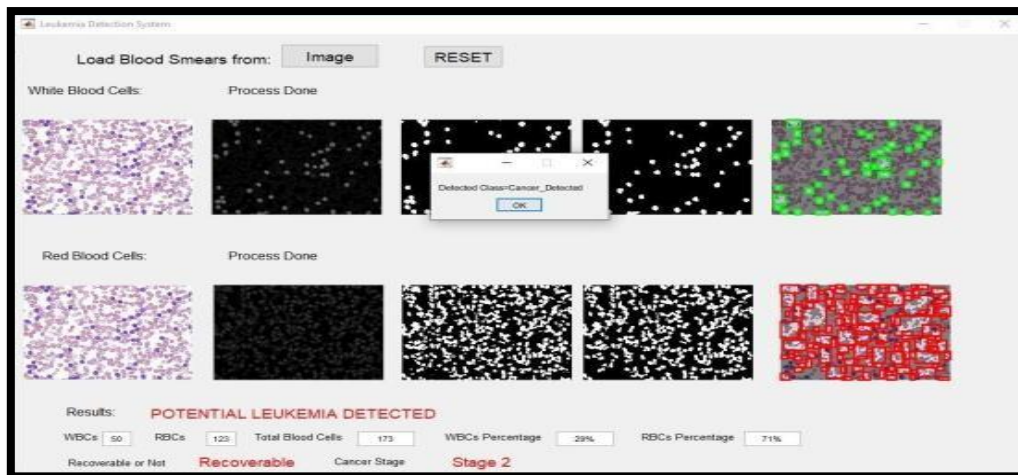 Leukemia Detection System
Load Blood Smears from: Image RESET
White Blood Cells: Process Done
Detected Class=Cancer_Detected
OK
Red Blood Cells: Process Done
Results: POTENTIAL LEUKEMIA DETECTED
WBCs 50 RBCs 123 Total Blood Cells 173 WBCs Percentage 29% RBCs Percentage 71%
Recoverable or Not Recoverable Cancer Stage Stage 2